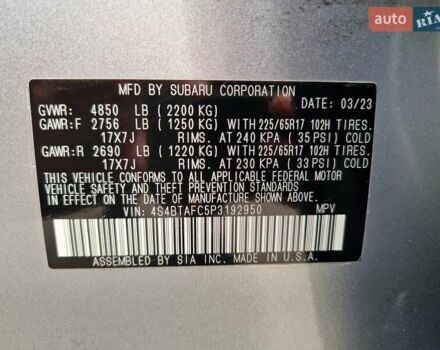 AUTO
RIA
MFD BY SUBARU CORPORATION
DATE: 03/23
GVWR: 4850 LB ( 2200 KG)
GAWR:F 2756 LB ( 1250 KG) WITH 225/65R17 102H TIRES.
17X7J RIMS. AT 240 KPA ( 35 PSI) COLD
GAWR:R 2690 LB ( 1220 KG) WITH 225/65R17 102H TIRES.
17X7J RIMS. AT 230 KPA ( 33 PSI) COLD
THIS VEHICLE CONFORMS TO ALL APPLICABLE FEDERAL MOTOR
VEHICLE SAFETY AND THEFT PREVENTION STANDARDS
IN EFFECT ON THE DATE OF MANUFACTURE SHOWN ABOVE.
VIN: 4S4BTAFC5P3192950 MPV
ASSEMBLED BY SIA INC. MADE IN U.S.A.